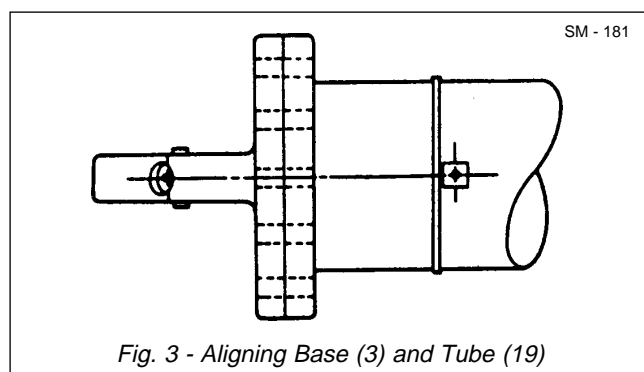 SM - 181
Fig. 3 - Aligning Base (3) and Tube (19)